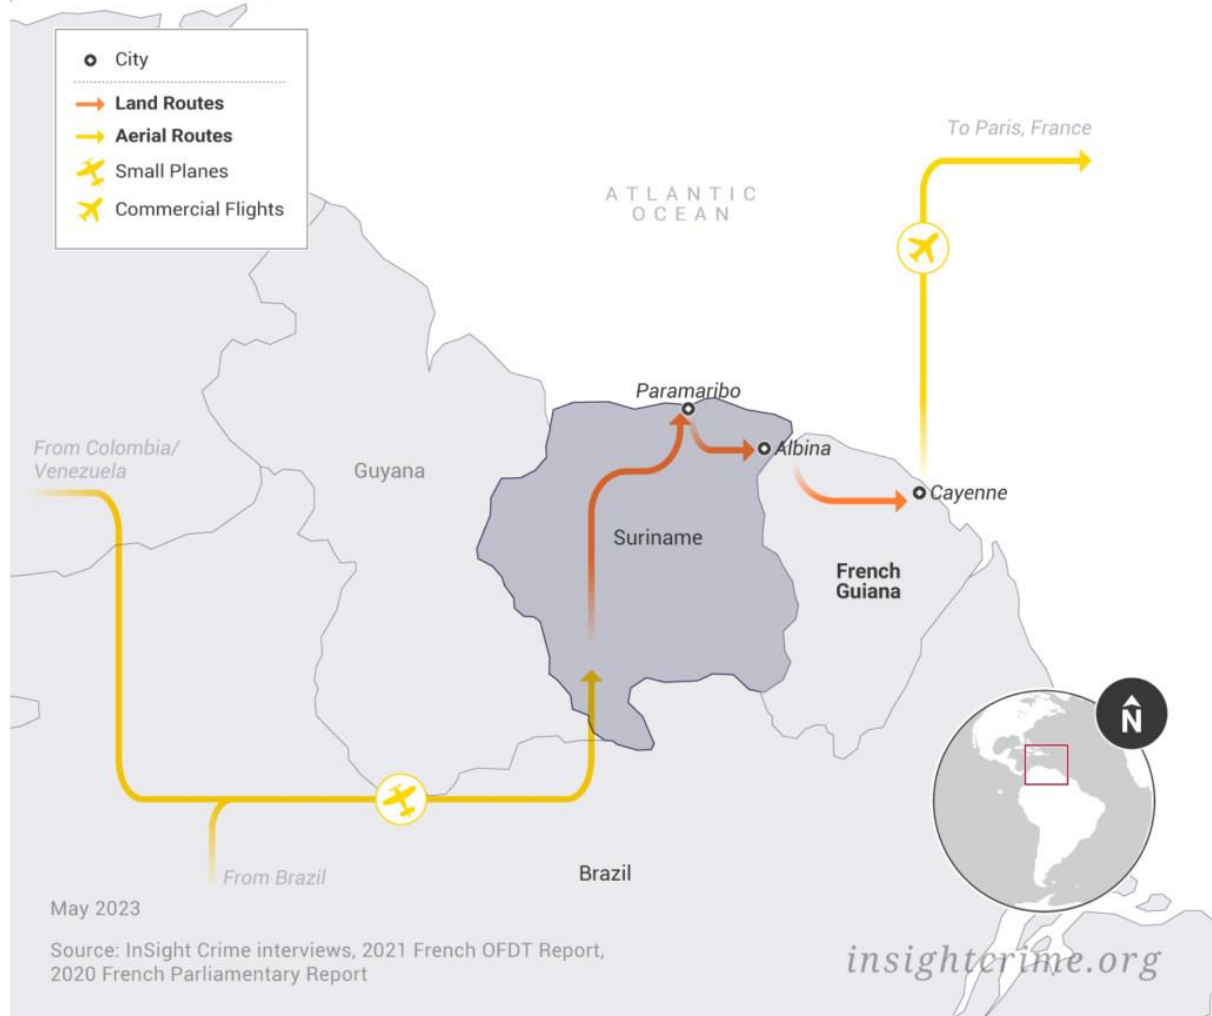 City
Land Routes
Aerial Routes
Small Planes
Commercial Flights
To Paris, France
ATLANTIC
OCEAN
Paramaribo
From Colombia/
Venezuela
Guyana
Albina
Cayenne
Suriname
French
Guiana
N
From Brazil
Brazil
May 2023
Source: InSight Crime interviews, 2021 French OFDT Report,
2020 French Parliamentary Report
insightcrime.org